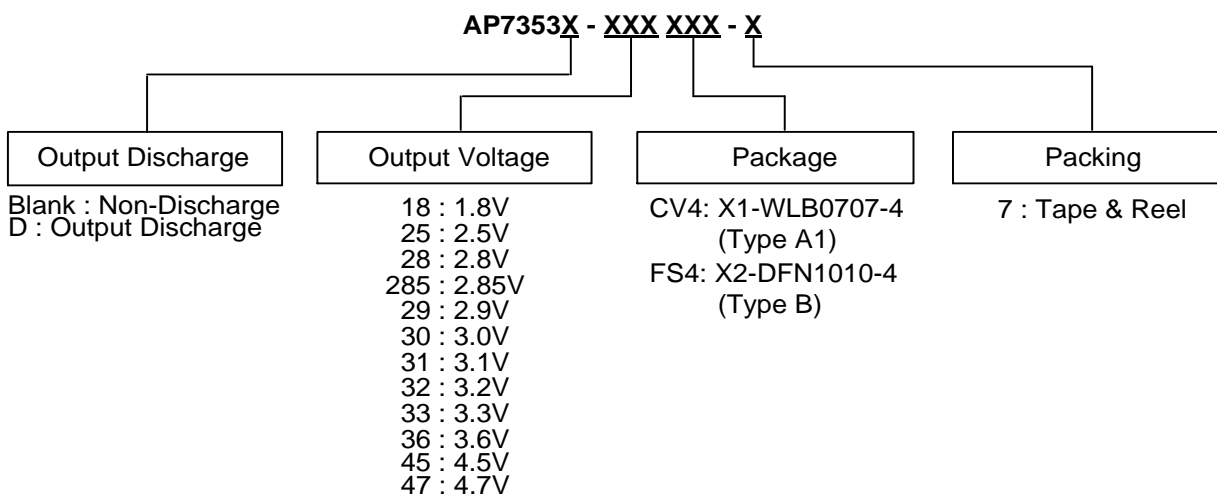 AP7353X - XXX XXX - X
Output Discharge
Blank : Non-Discharge
D : Output Discharge
Output Voltage
18 : 1.8V
25 : 2.5V
28 : 2.8V
285 : 2.85V
29 : 2.9V
30 : 3.0V
31 : 3.1V
32 : 3.2V
33 : 3.3V
36 : 3.6V
45 : 4.5V
47 : 4.7V
Package
CV4: X1-WLB0707-4
(Type A1)
FS4: X2-DFN1010-4
(Type B)
Packing
7 : Tape & Reel